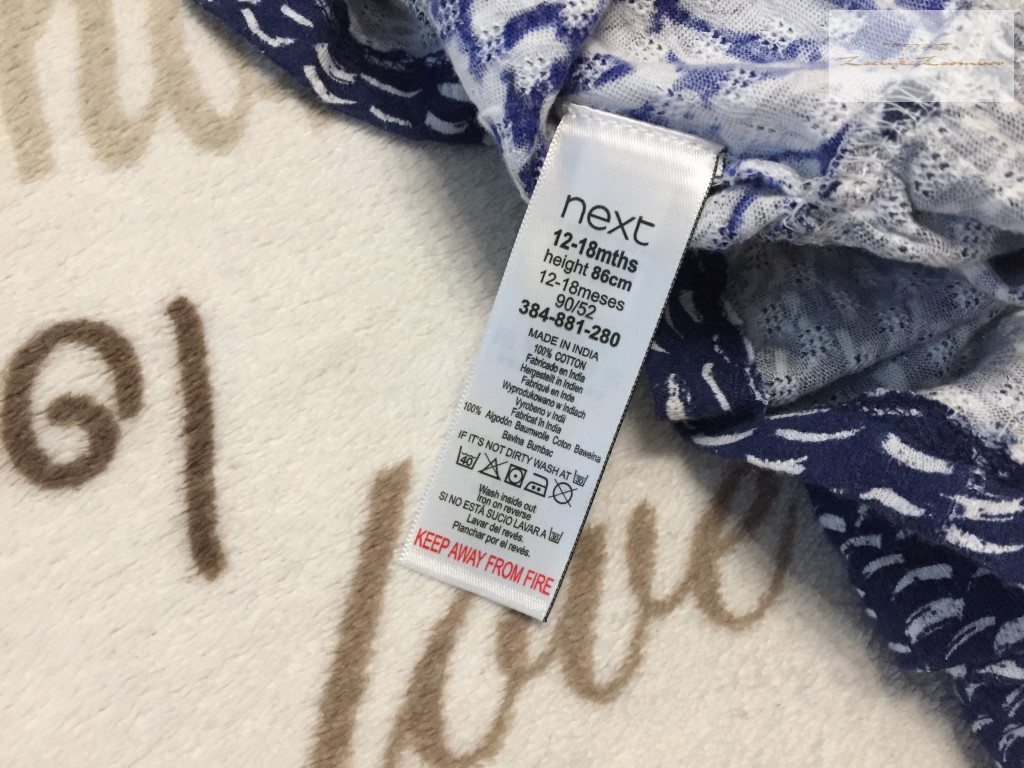 next
12-18mths
height 86cm
12-18meses
90/52
384-881-280
MADE IN INDIA
100% COTTON
Fabricado en India
Hergestellt in Indien
Fabriqué en Inde
Wyprodukowano w Indiach
Vyrobeno v Indii
Fabricat în India
100% Algodón Baumwolle Coton Bawełna
Bavlna Bumbac
IF IT'S NOT DIRTY WASH AT 30
40
Wash inside out
Iron on reverse
SI NO ESTÁ SUCIO LAVAR A 30
Lavar del revés.
Planchar por el revés.
KEEP AWAY FROM FIRE
love